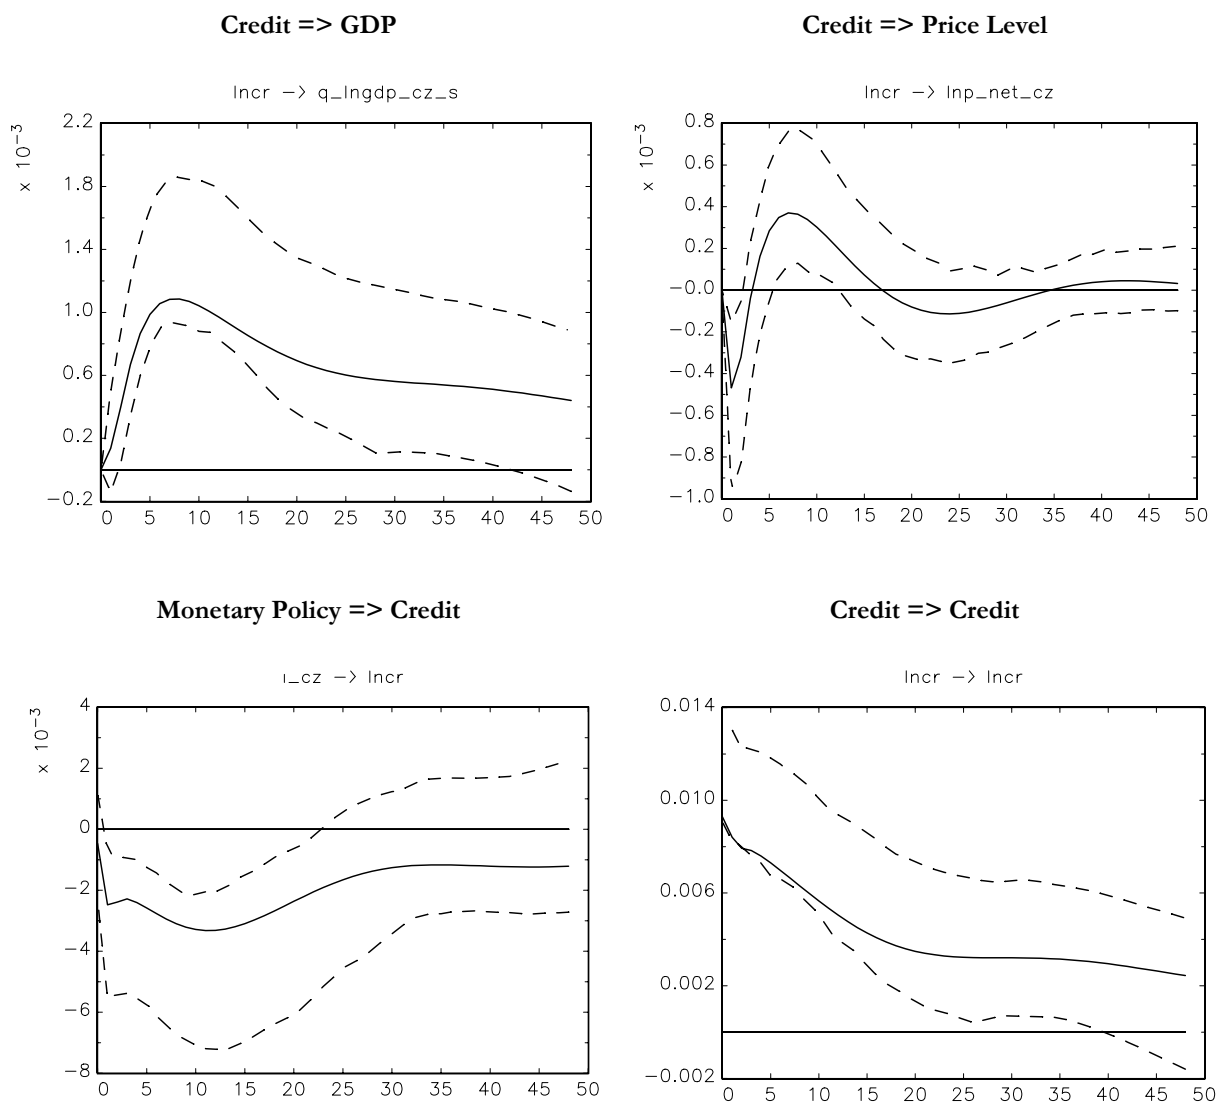 Credit => GDP
lncr -> q_lngdp_cz_s
x 10^-3
2.2
1.8
1.4
1.0
0.6
0.2
-0.2
0 5 10 15 20 25 30 35 40 45 50
Credit => Price Level
lncr -> lnp_net_cz
x 10^-3
0.8
0.6
0.4
0.2
-0.0
-0.2
-0.4
-0.6
-0.8
-1.0
0 5 10 15 20 25 30 35 40 45 50
Monetary Policy => Credit
i_cz -> lncr
x 10^-3
4
2
0
-2
-4
-6
-8
0 5 10 15 20 25 30 35 40 45 50
Credit => Credit
lncr -> lncr
0.014
0.010
0.006
0.002
-0.002
0 5 10 15 20 25 30 35 40 45 50